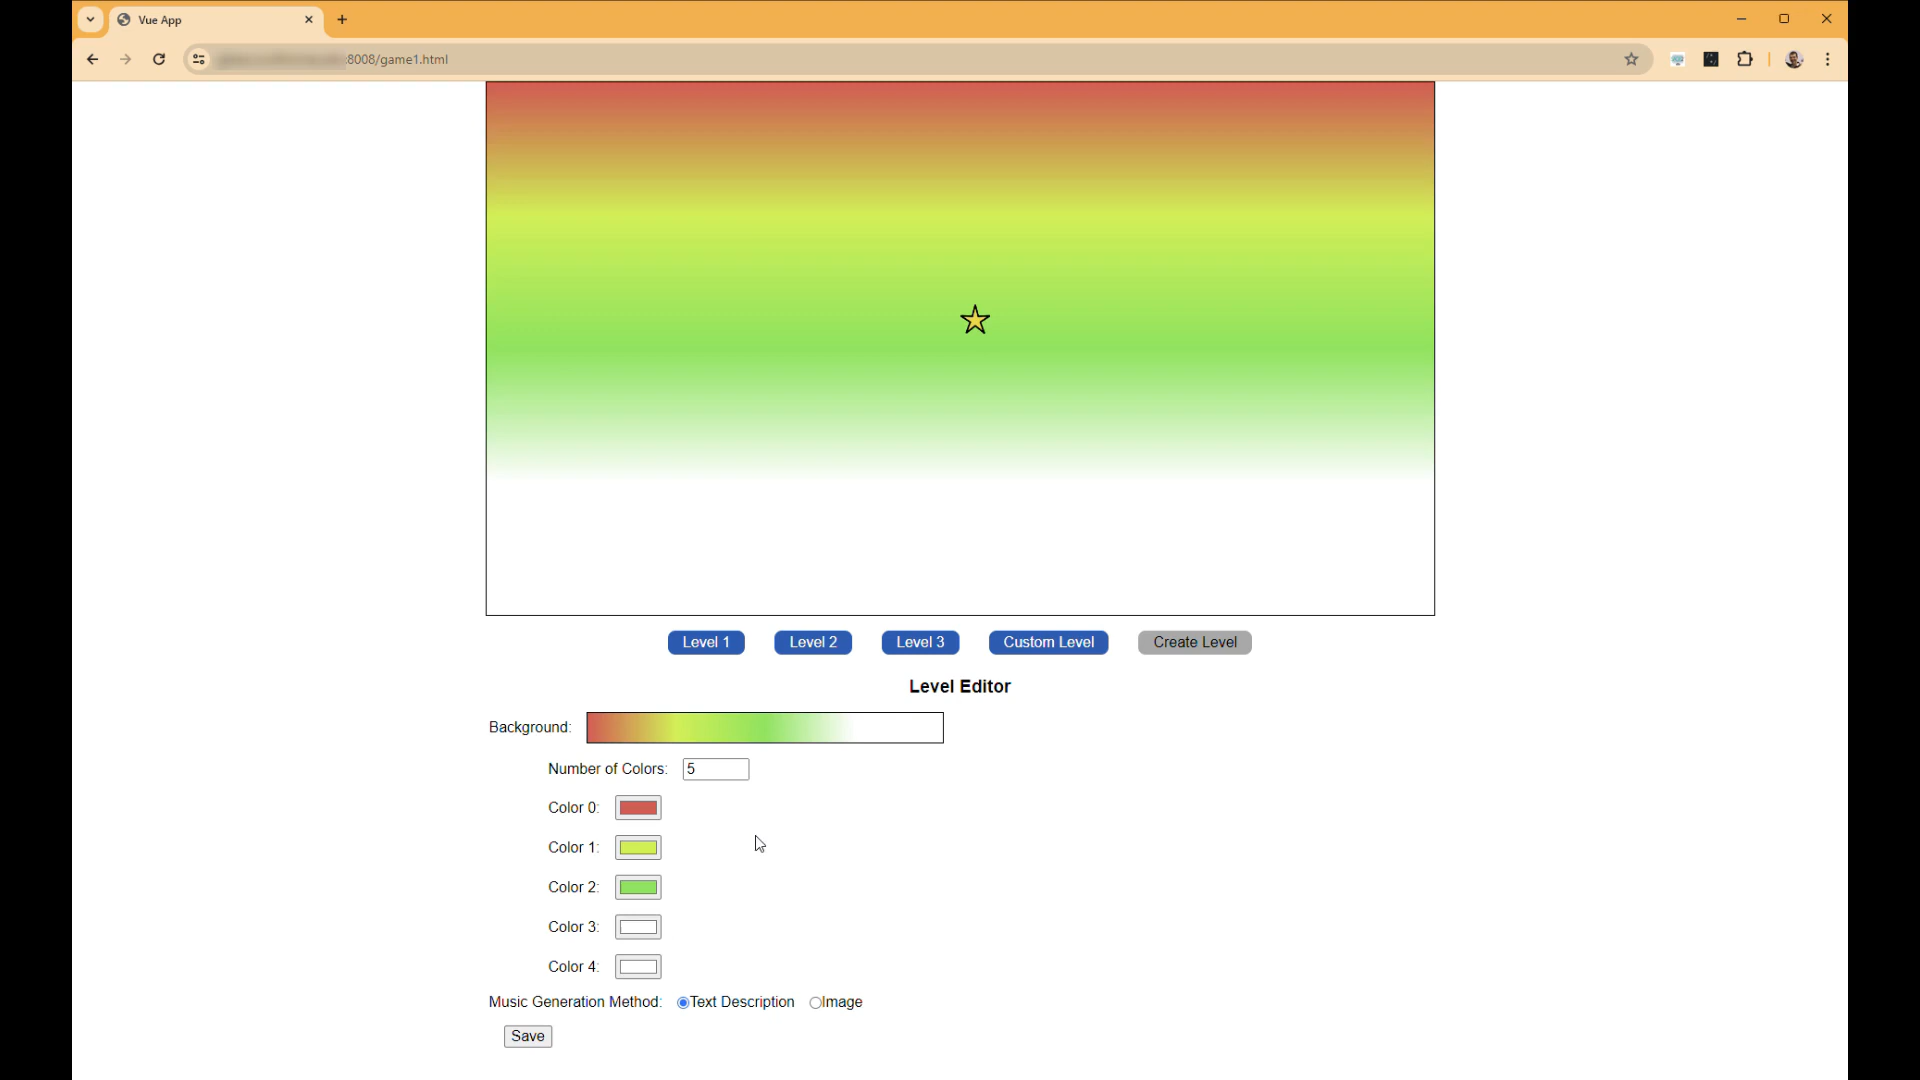 Vue App
:8008/game1.html
Level 1 Level 2 Level 3 Custom Level Create Level
Level Editor
Background:
Number of Colors: 5
Color 0:
Color 1:
Color 2:
Color 3:
Color 4:
Music Generation Method: Text Description Image
Save